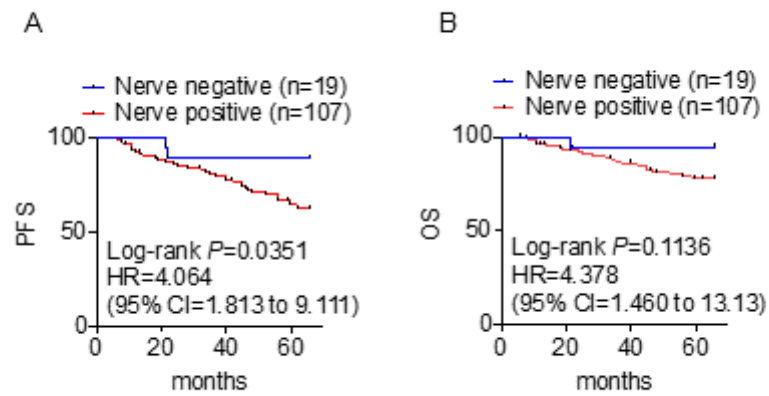 A
Nerve negative (n=19)
Nerve positive (n=107)
100
50
0
PFS
Log-rank P=0.0351
HR=4.064
(95% CI=1.813 to 9.111)
0 20 40 60
months
B
Nerve negative (n=19)
Nerve positive (n=107)
100
50
0
OS
Log-rank P=0.1136
HR=4.378
(95% CI=1.460 to 13.13)
0 20 40 60
months